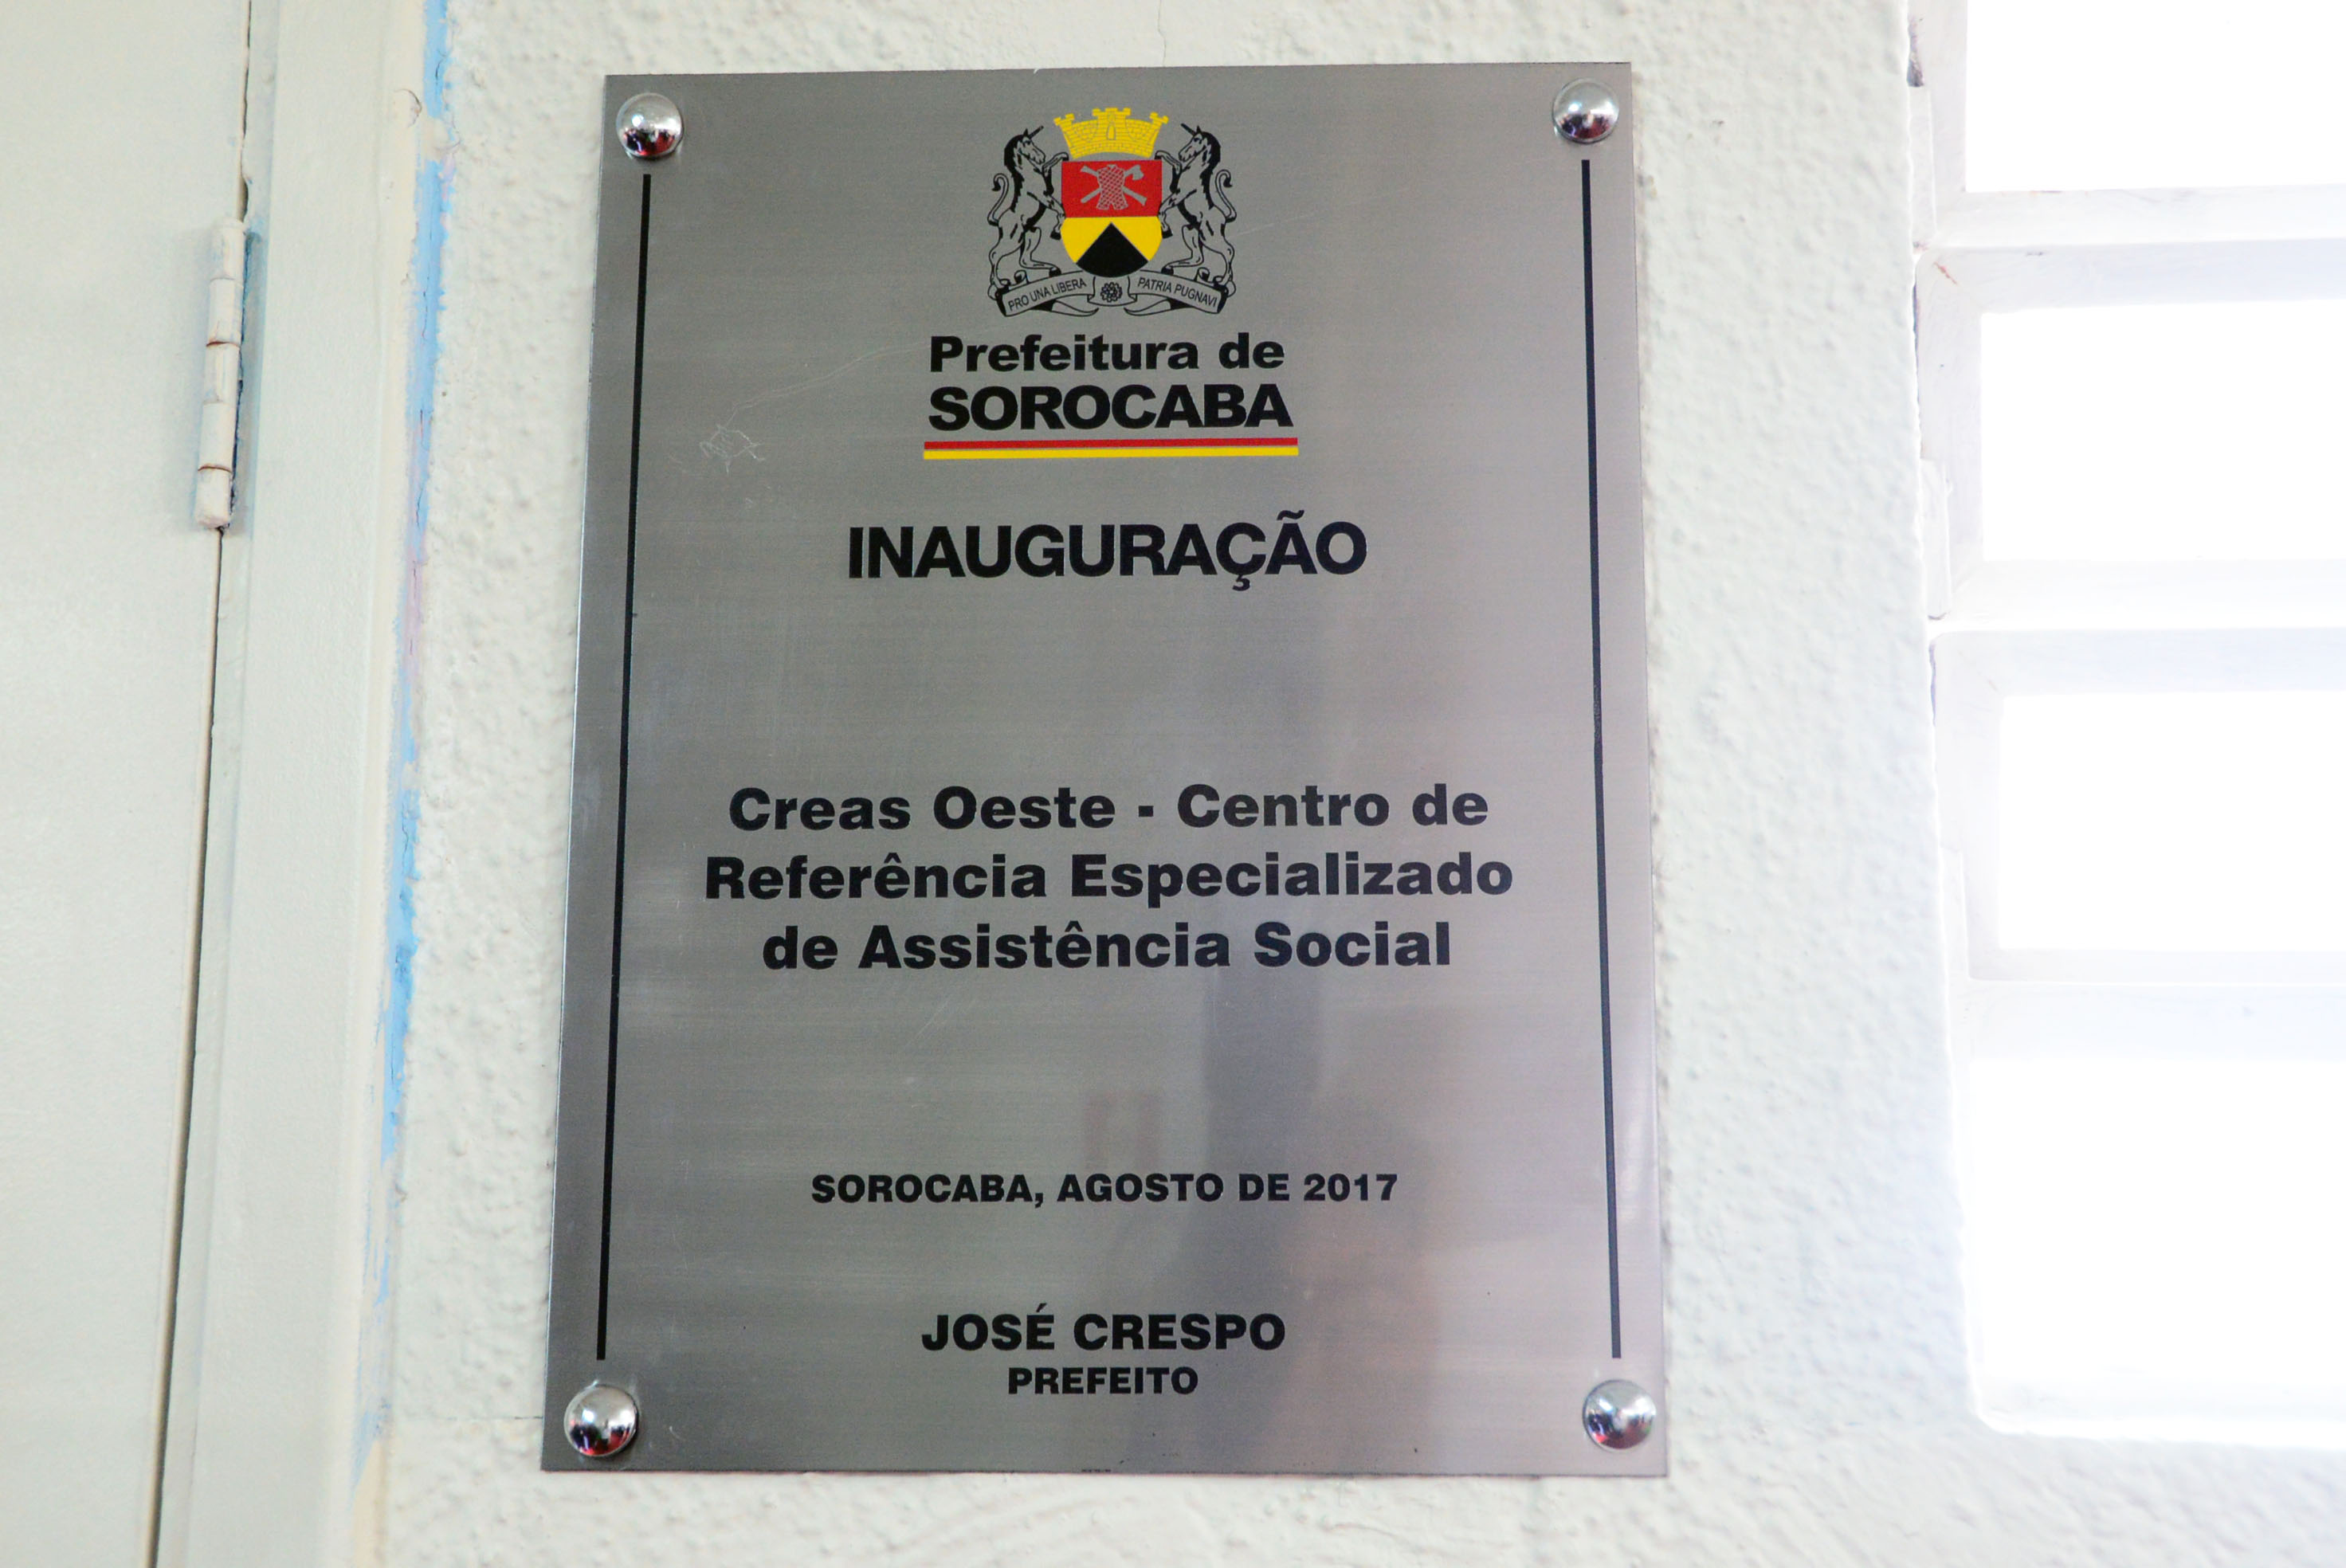 PRO UNA LIBERA PATRIA PUGNAVI
Prefeitura de
SOROCABA
INAUGURAÇÃO
Creas Oeste - Centro de
Referência Especializado
de Assistência Social
SOROCABA, AGOSTO DE 2017
JOSÉ CRESPO
PREFEITO